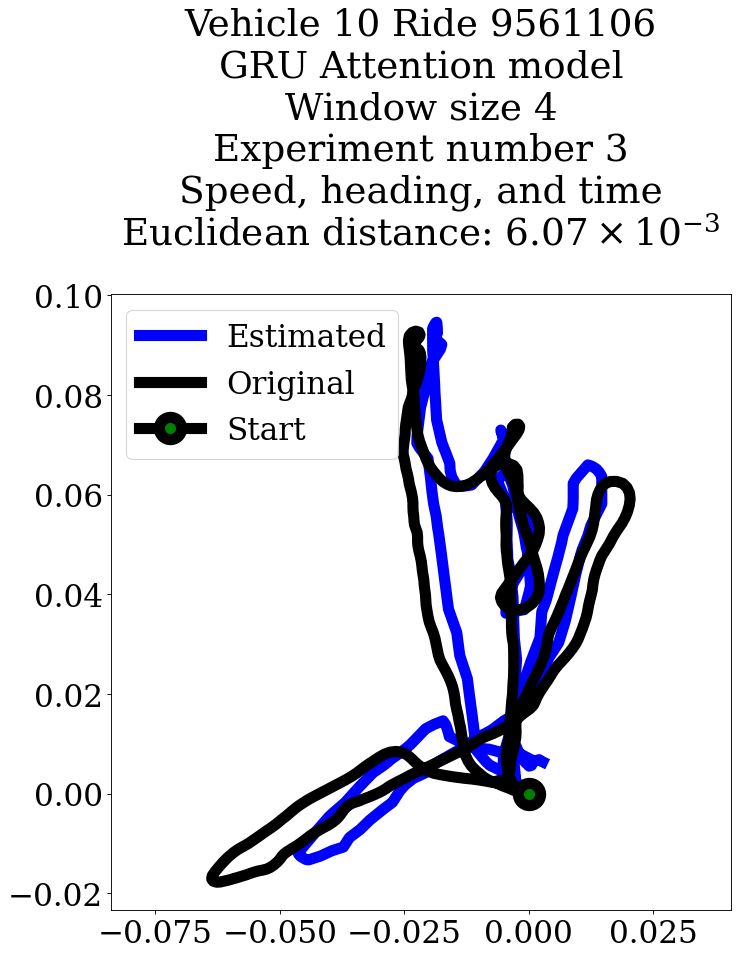 Vehicle 10 Ride 9561106
GRU Attention model
Window size 4
Experiment number 3
Speed, heading, and time
Euclidean distance: 6.07 × 10⁻³
0.10
Estimated
Original
Start
0.08
0.06
0.04
0.02
0.00
−0.02
−0.075 −0.050 −0.025 0.000 0.025